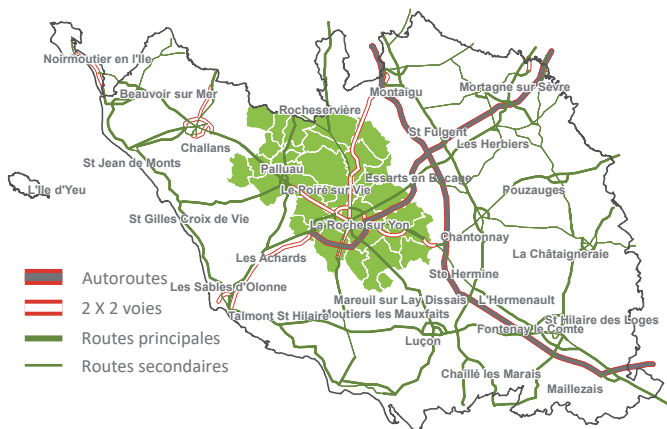 Noirmoutier en l'Ile
Beauvoir sur Mer
Rocheservière
Montaigu
Mortagne sur Sèvre
St Fulgent
Les Herbiers
Challans
St Jean de Monts
Palluau
Essarts en Bocage
L'Ile d'Yeu
Le Poiré sur Vie
Pouzauges
St Gilles Croix de Vie
La Roche sur Yon
Chantonnay
La Châtaigneraie
Les Achards
Ste Hermine
Les Sables d'Olonne
Mareuil sur Lay Dissais
L'Hermenault
Talmont St Hilaire
Moutiers les Mauxfaits
St Hilaire des Loges
Fontenay le Comte
Luçon
Chaillé les Marais
Maillezais
Autoroutes
2 X 2 voies
Routes principales
Routes secondaires